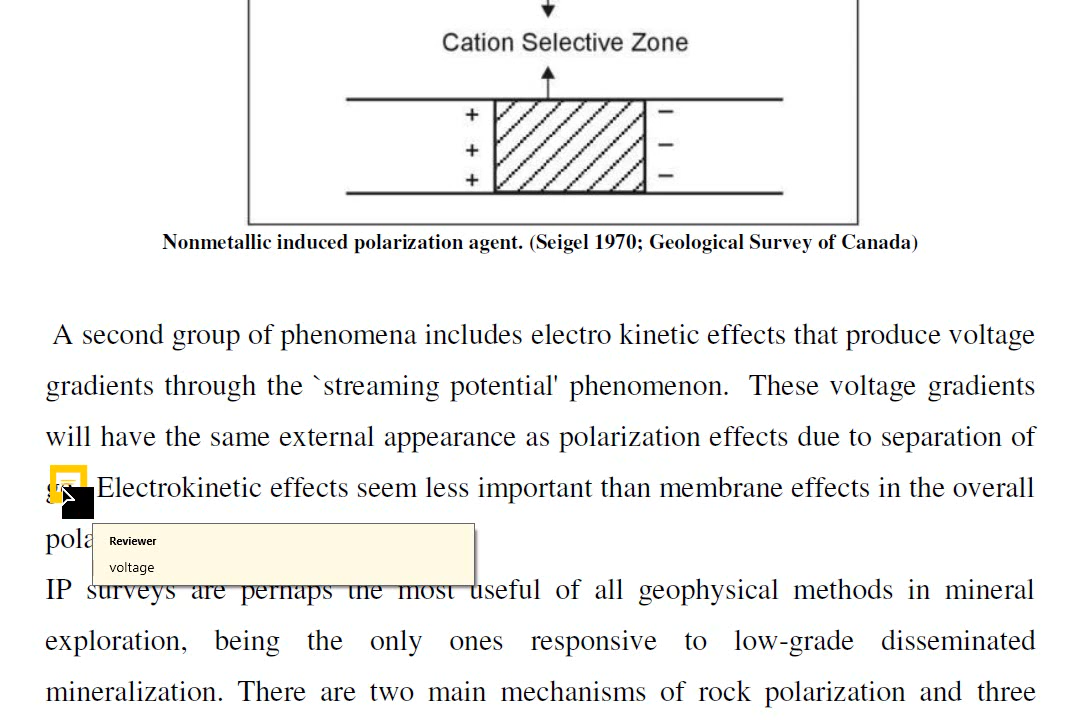 Cation Selective Zone
+ −
+ −
+ −
Nonmetallic induced polarization agent. (Seigel 1970; Geological Survey of Canada)
A second group of phenomena includes electro kinetic effects that produce voltage
gradients through the `streaming potential' phenomenon. These voltage gradients
will have the same external appearance as polarization effects due to separation of
Electrokinetic effects seem less important than membrane effects in the overall
Reviewer
voltage
IP surveys are perhaps the most useful of all geophysical methods in mineral
exploration, being the only ones responsive to low-grade disseminated
mineralization. There are two main mechanisms of rock polarization and three